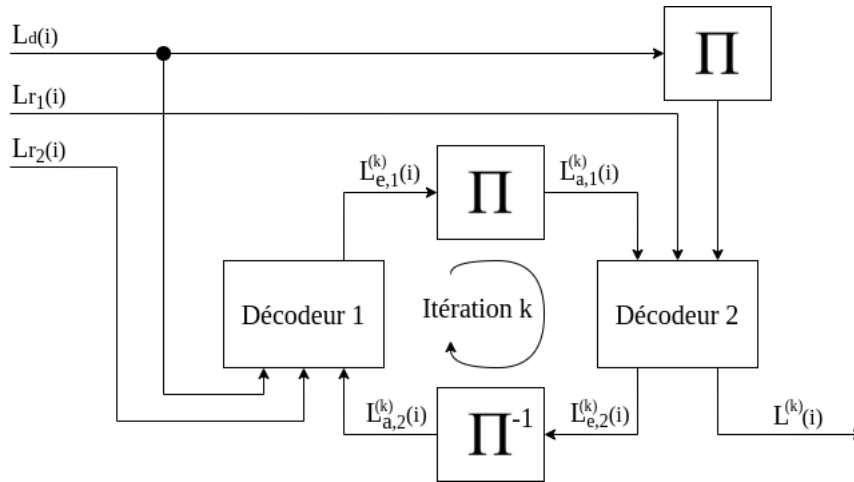 Ld(i)
∏
Lr1(i)
Lr2(i)
L(k)e,1(i)
∏
L(k)a,1(i)
Décodeur 1
Itération k
Décodeur 2
L(k)a,2(i)
∏-1
L(k)e,2(i)
L(k)(i)